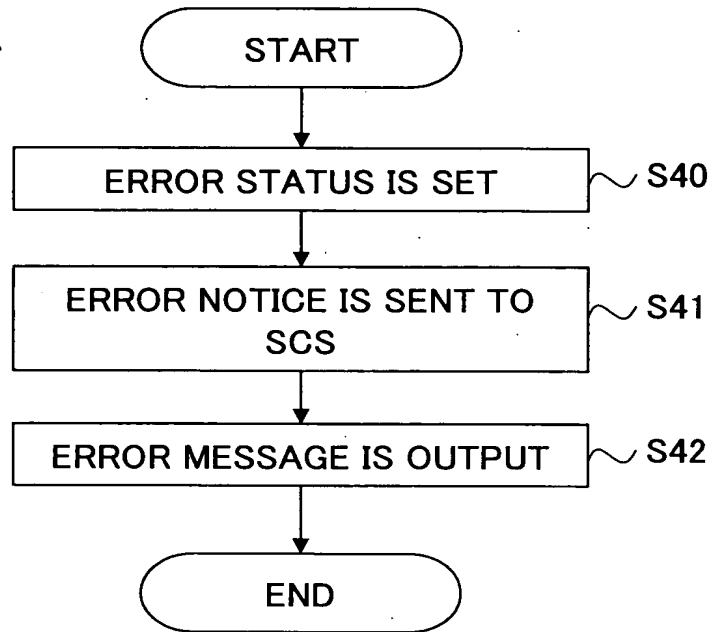 START
ERROR STATUS IS SET
S40
ERROR NOTICE IS SENT TO
SCS
S41
ERROR MESSAGE IS OUTPUT
S42
END